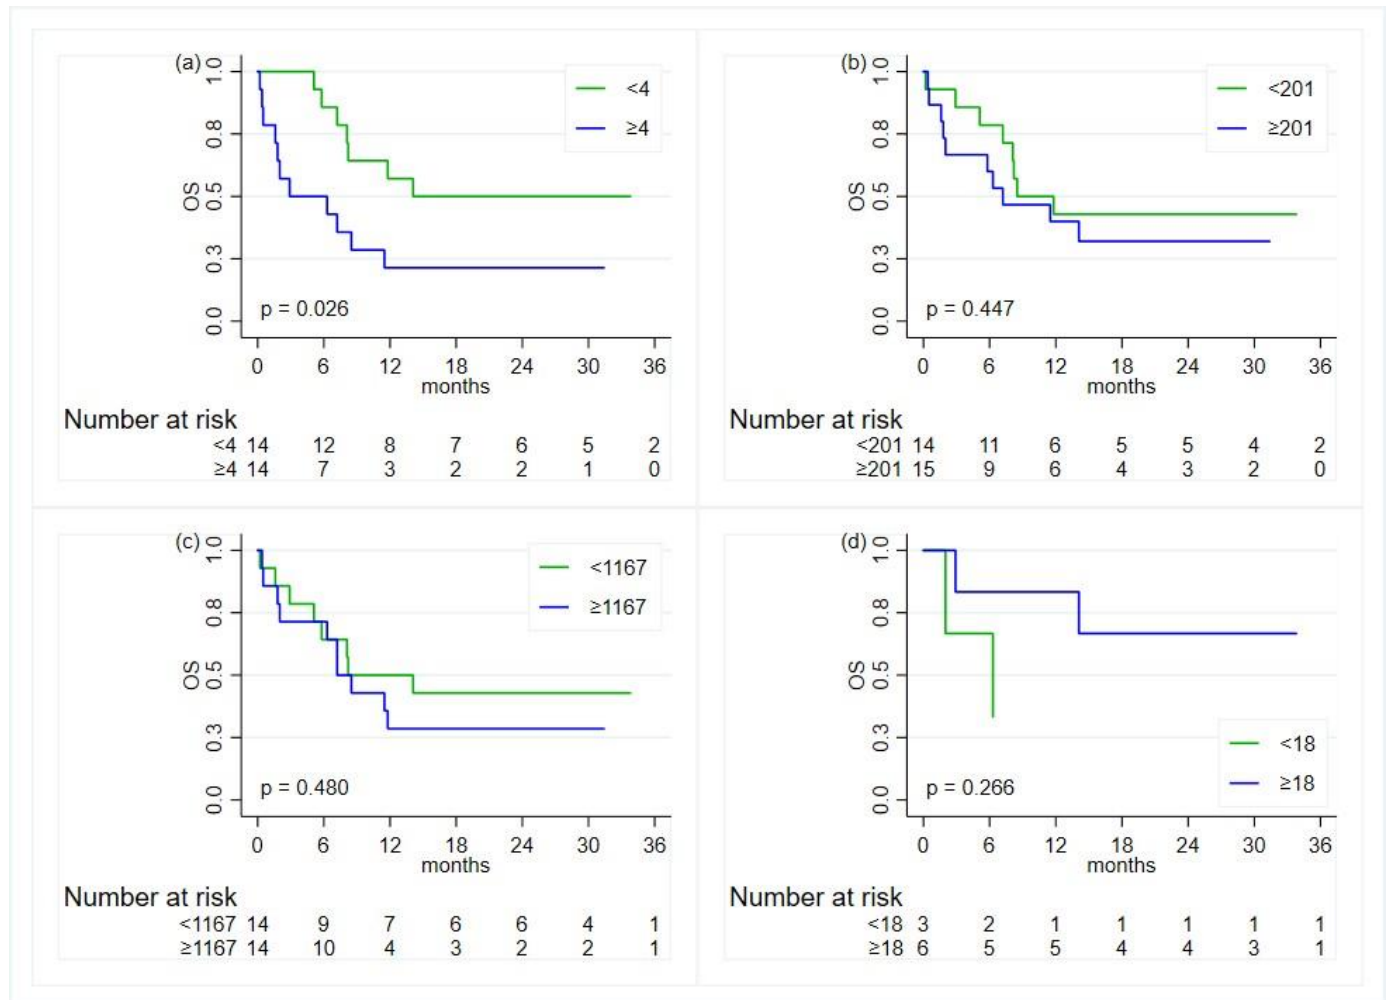 (a)
OS
1.0
0.8
0.5
0.3
0.0
<4
≥4
p = 0.026
0 6 12 18 24 30 36
months
Number at risk
<4 14 12 8 7 6 5 2
≥4 14 7 3 2 2 1 0
(b)
OS
1.0
0.8
0.5
0.3
0.0
<201
≥201
p = 0.447
0 6 12 18 24 30 36
months
Number at risk
<201 14 11 6 5 5 4 2
≥201 15 9 6 4 3 2 0
(c)
OS
1.0
0.8
0.5
0.3
0.0
<1167
≥1167
p = 0.480
0 6 12 18 24 30 36
months
Number at risk
<1167 14 9 7 6 6 4 1
≥1167 14 10 4 3 2 2 1
(d)
OS
1.0
0.8
0.5
0.3
0.0
<18
≥18
p = 0.266
0 6 12 18 24 30 36
months
Number at risk
<18 3 2 1 1 1 1 1
≥18 6 5 5 4 4 3 1